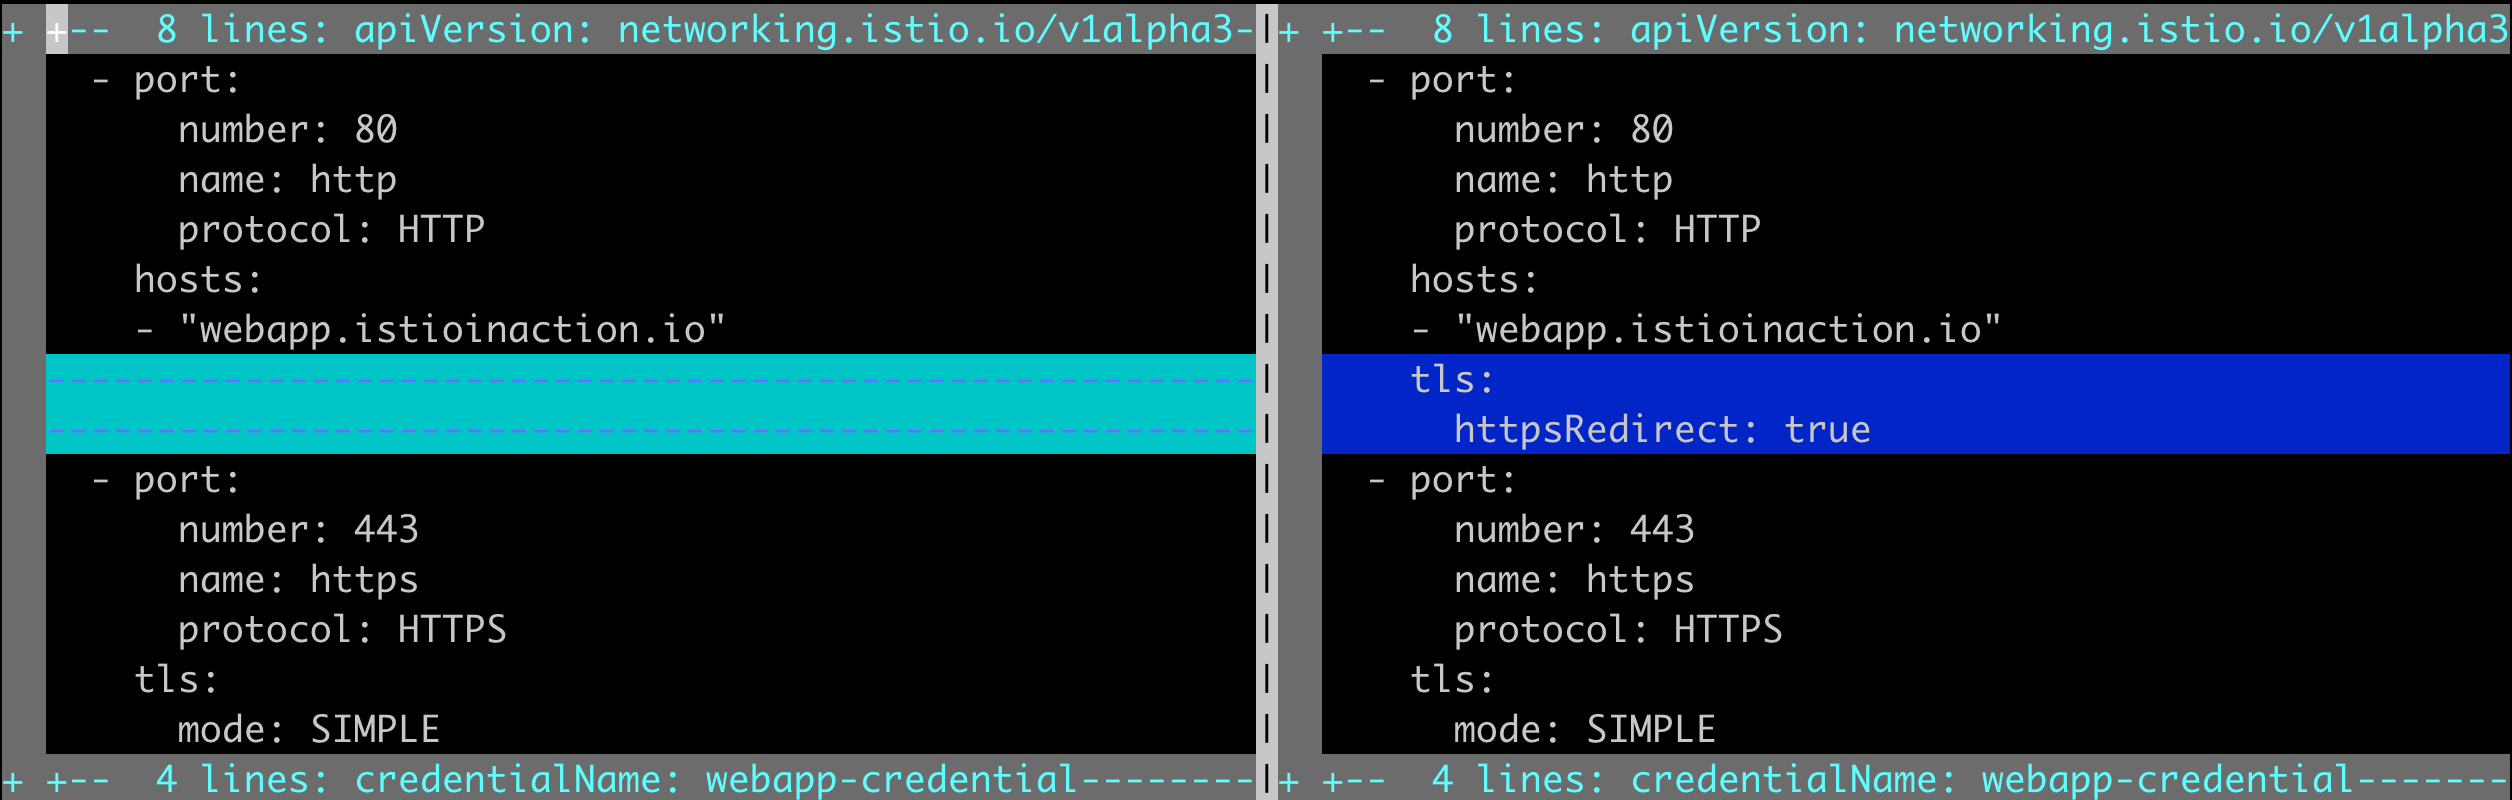 + +--  8 lines: apiVersion: networking.istio.io/v1alpha3-|+ +--  8 lines: apiVersion: networking.istio.io/v1alpha3
  - port:                                                |  - port:
      number: 80                                         |      number: 80
      name: http                                         |      name: http
      protocol: HTTP                                     |      protocol: HTTP
    hosts:                                               |    hosts:
    - "webapp.istioinaction.io"                          |    - "webapp.istioinaction.io"
-------------------------------------------------------|    tls:
-------------------------------------------------------|      httpsRedirect: true
  - port:                                                |  - port:
      number: 443                                        |      number: 443
      name: https                                        |      name: https
      protocol: HTTPS                                    |      protocol: HTTPS
    tls:                                                 |    tls:
      mode: SIMPLE                                       |      mode: SIMPLE
+ +--  4 lines: credentialName: webapp-credential--------|+ +--  4 lines: credentialName: webapp-credential-------